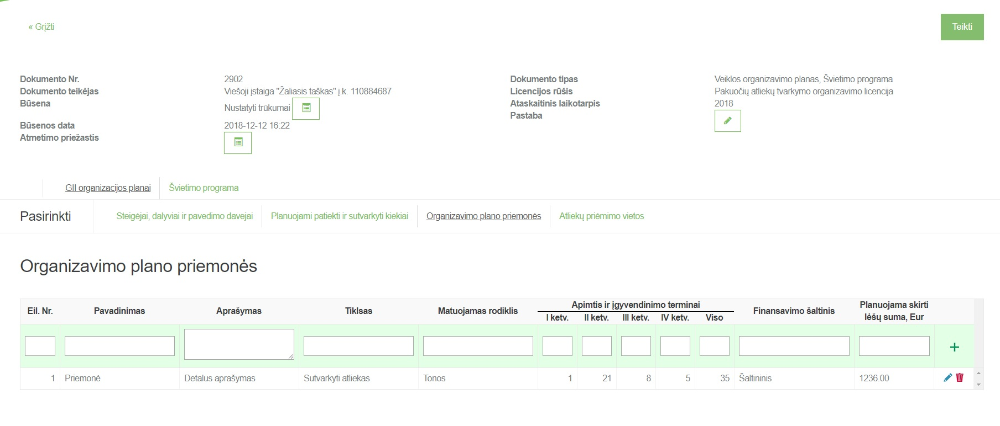 « Grįžti
Teikti
Dokumento Nr. 2902
Dokumento teikėjas Viešoji įstaiga "Žaliasis taškas" į.k. 110884687
Būsena Nustatyti trūkumai
Būsenos data 2018-12-12 16:22
Atmetimo priežastis
Dokumento tipas Veiklos organizavimo planas, Švietimo programa
Licencijos rūšis Pakuočių atliekų tvarkymo organizavimo licencija
Ataskaitinis laikotarpis 2018
Pastaba
GII organizacijos planai Švietimo programa
Pasirinkti Steigėjai, dalyviai ir pavedimo davejai Planuojami patiekti ir sutvarkyti kiekiai Organizavimo plano priemonės Atliekų priėmimo vietos
Organizavimo plano priemonės
Eil. Nr. Pavadinimas Aprašymas Tiklsas Matuojamas rodiklis Apimtis ir įgyvendinimo terminai Finansavimo šaltinis Planuojama skirti lėšų suma, Eur
I ketv. II ketv. III ketv. IV ketv. Viso
1 Priemonė Detalus aprašymas Sutvarkyti atliekas Tonos 1 21 8 5 35 Šaltininis 1236.00